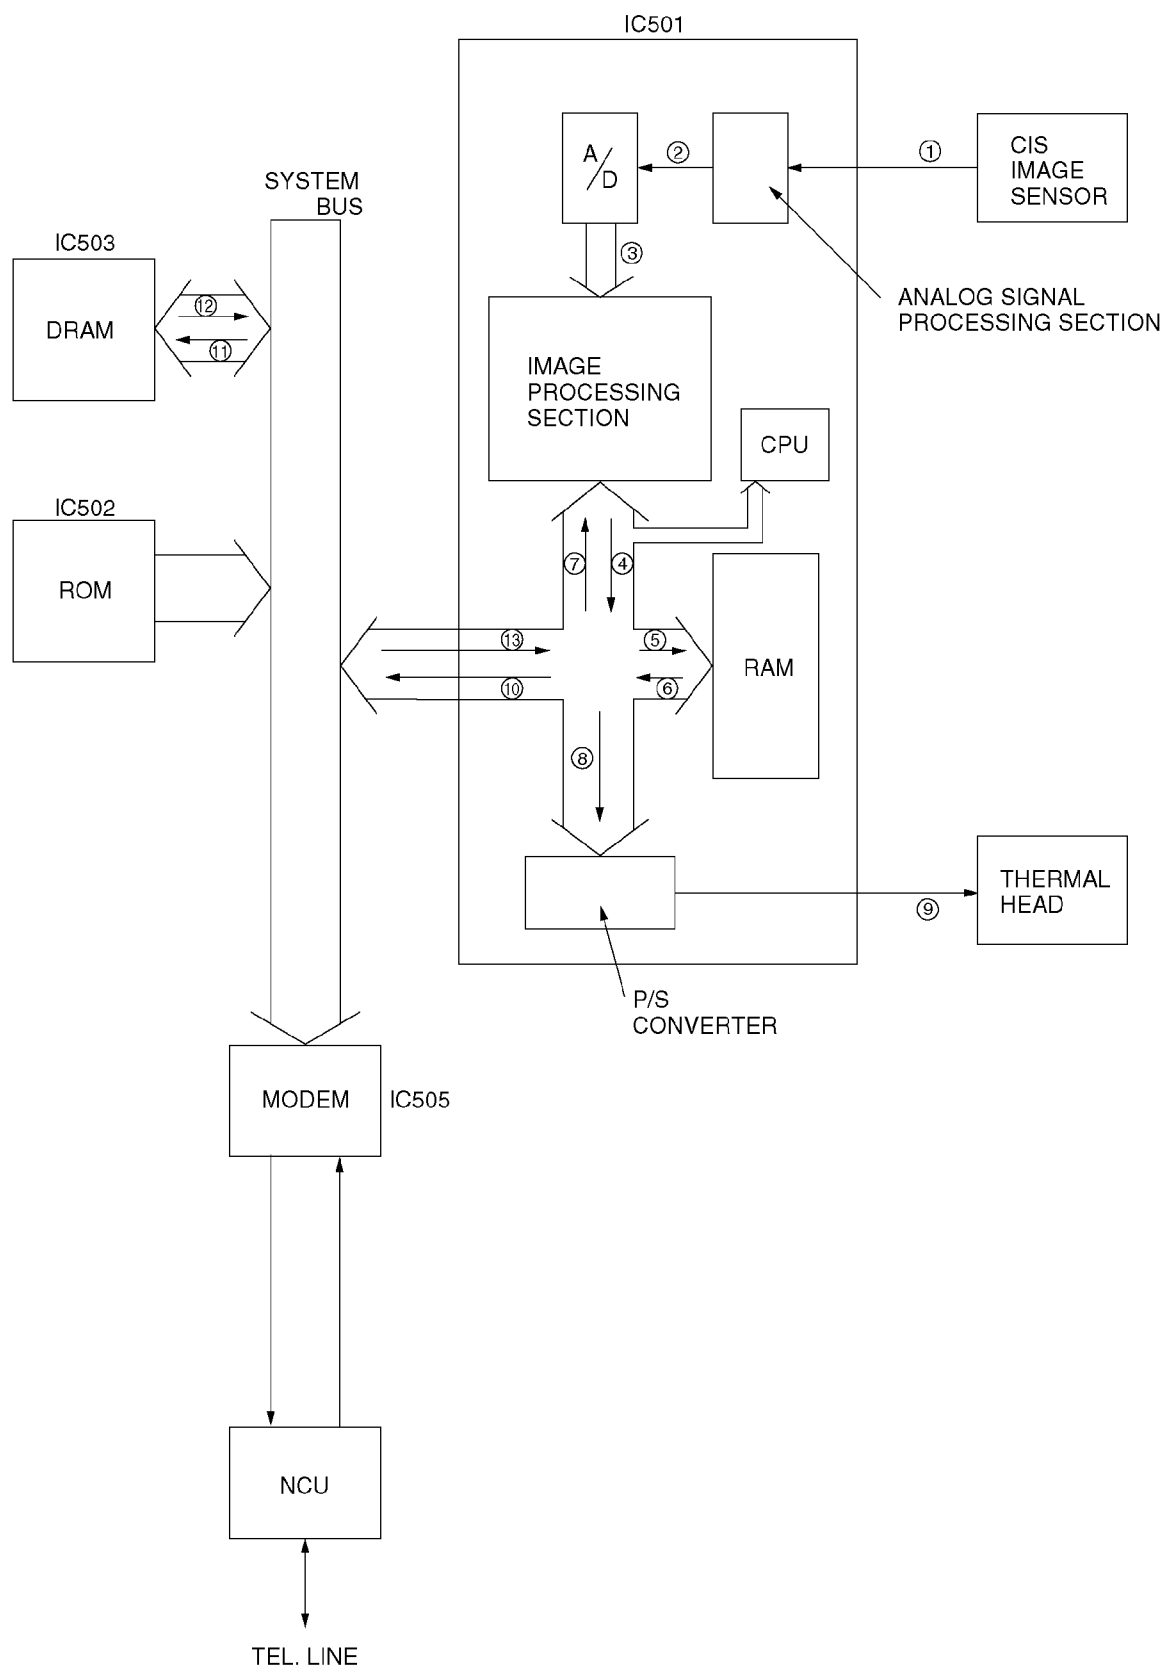 IC501
A/D
②
①
CIS
IMAGE
SENSOR
SYSTEM
BUS
③
IC503
DRAM
⑫
⑪
ANALOG SIGNAL
PROCESSING SECTION
IMAGE
PROCESSING
SECTION
CPU
IC502
ROM
⑦
④
⑬
⑤
RAM
⑩
⑥
⑧
THERMAL
HEAD
⑨
P/S
CONVERTER
MODEM
IC505
NCU
TEL. LINE